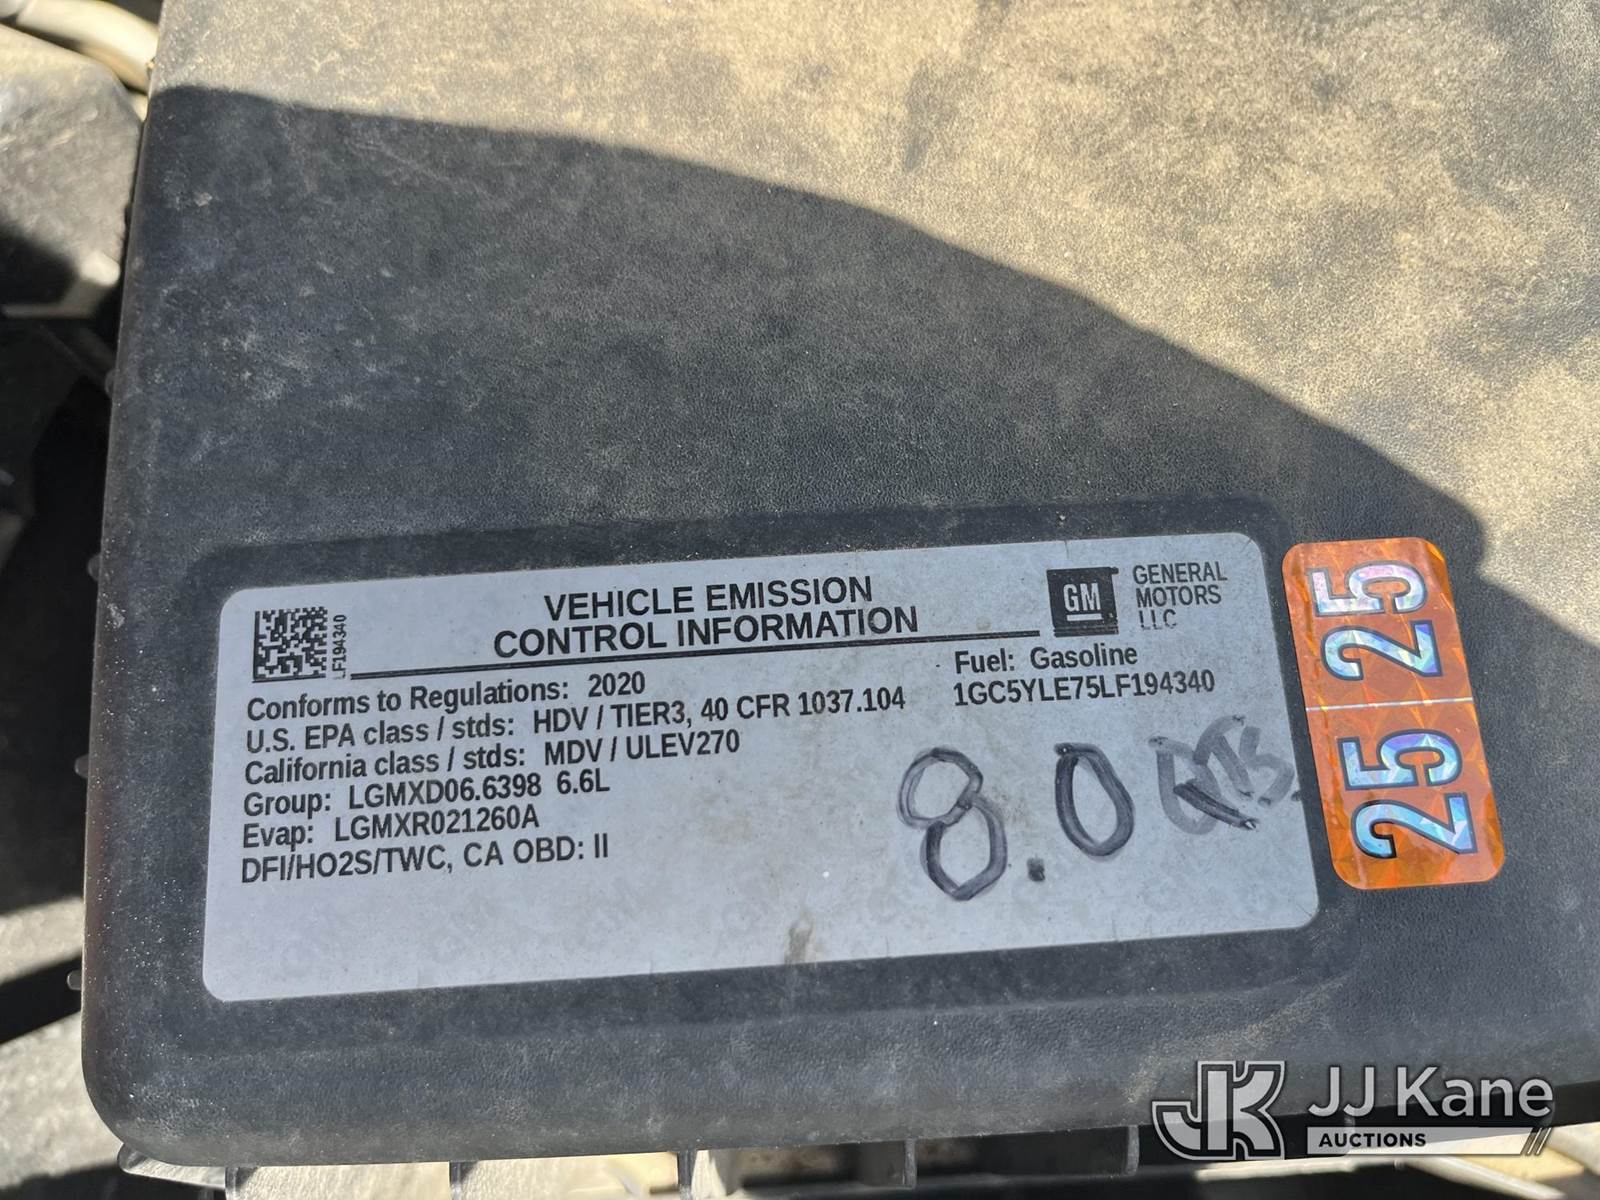 LF194340
VEHICLE EMISSION
CONTROL INFORMATION
GM
GENERAL
MOTORS
LLC
Conforms to Regulations: 2020
U.S. EPA class / stds: HDV / TIER3, 40 CFR 1037.104
California class / stds: MDV / ULEV270
Group: LGMXD06.6398 6.6L
Evap: LGMXR021260A
DFI/HO2S/TWC, CA OBD: II
Fuel: Gasoline
1GC5YLE75LF194340
8.0 QTS
25 25
25 25
JK JJ Kane
AUCTIONS